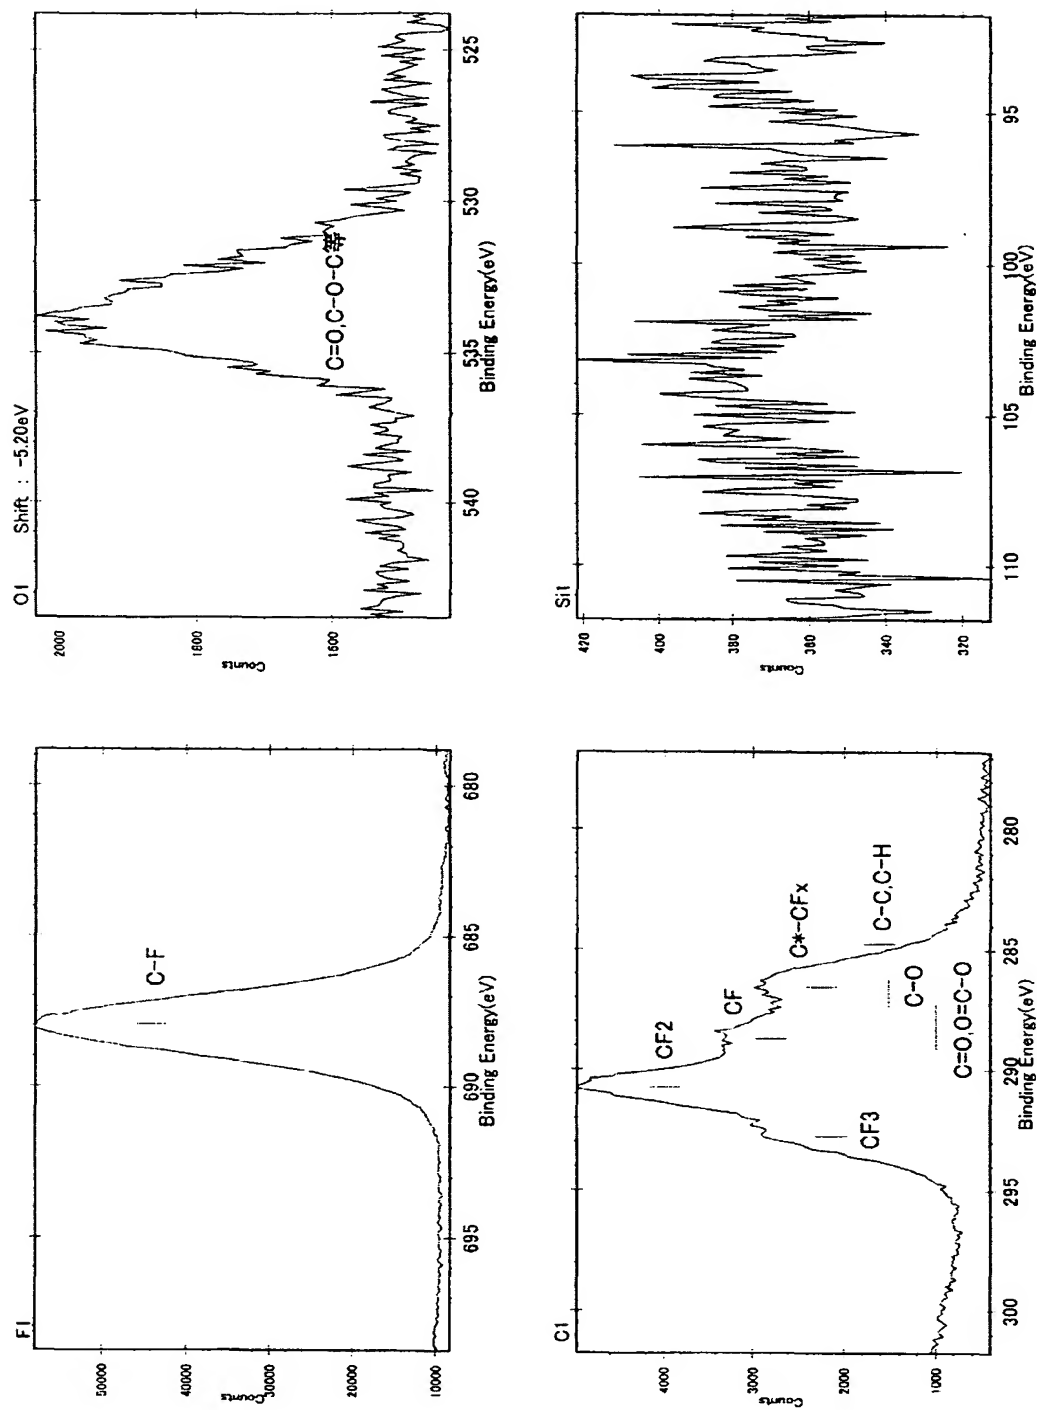 F1
50000
40000
30000
20000
10000
Counts
C-F
695
690
685
680
Binding Energy(eV)
O1 Shift : -5.20eV
2000
1800
1600
Counts
C=O,C-O-C等
540
535
530
525
Binding Energy(eV)
C1
4000
3000
2000
1000
Counts
CF3
CF2
CF
C*-CFx
C-O
C-C,C-H
C=O,O=C-O
300
295
290
285
280
Binding Energy(eV)
Si1
420
400
380
360
340
320
Counts
110
105
100
95
Binding Energy(eV)